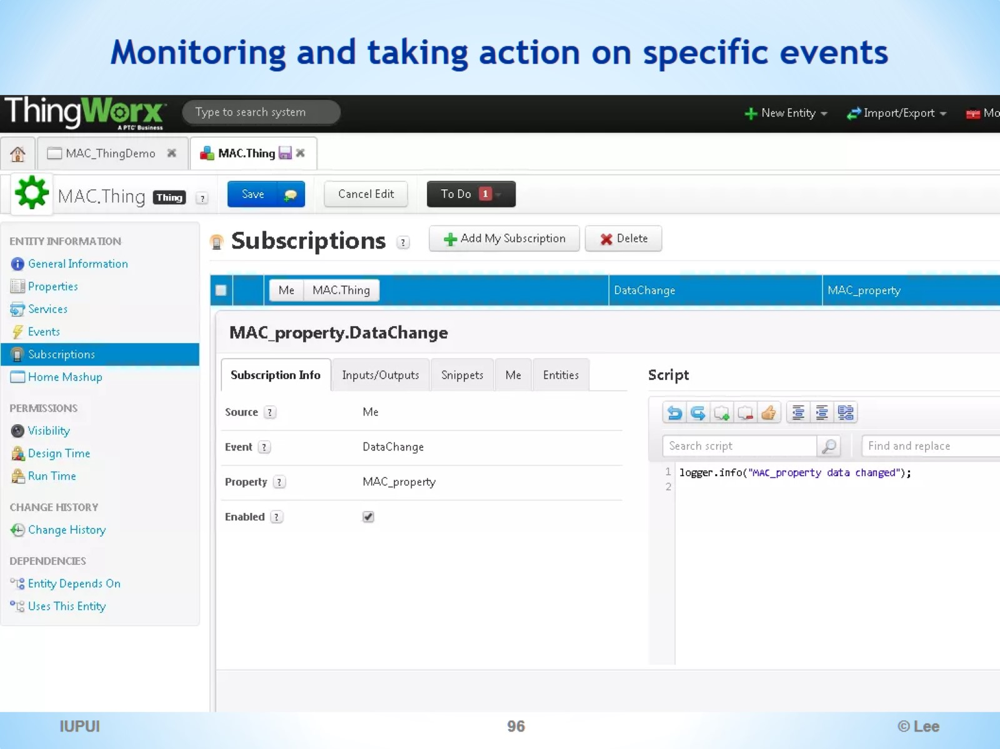 Monitoring and taking action on specific events
ThingWorx
A PTC Business
Type to search system
New Entity
Import/Export
Mo
MAC_ThingDemo
MAC.Thing
MAC.Thing
Thing
?
Save
Cancel Edit
To Do 1
ENTITY INFORMATION
General Information
Properties
Services
Events
Subscriptions
Home Mashup
PERMISSIONS
Visibility
Design Time
Run Time
CHANGE HISTORY
Change History
DEPENDENCIES
Entity Depends On
Uses This Entity
Subscriptions ?
Add My Subscription
Delete
Me MAC.Thing DataChange MAC_property
MAC_property.DataChange
Subscription Info Inputs/Outputs Snippets Me Entities
Source ? Me
Event ? DataChange
Property ? MAC_property
Enabled ?
Script
Search script
Find and replace
1 logger.info("MAC_property data changed");
2
IUPUI 96 © Lee